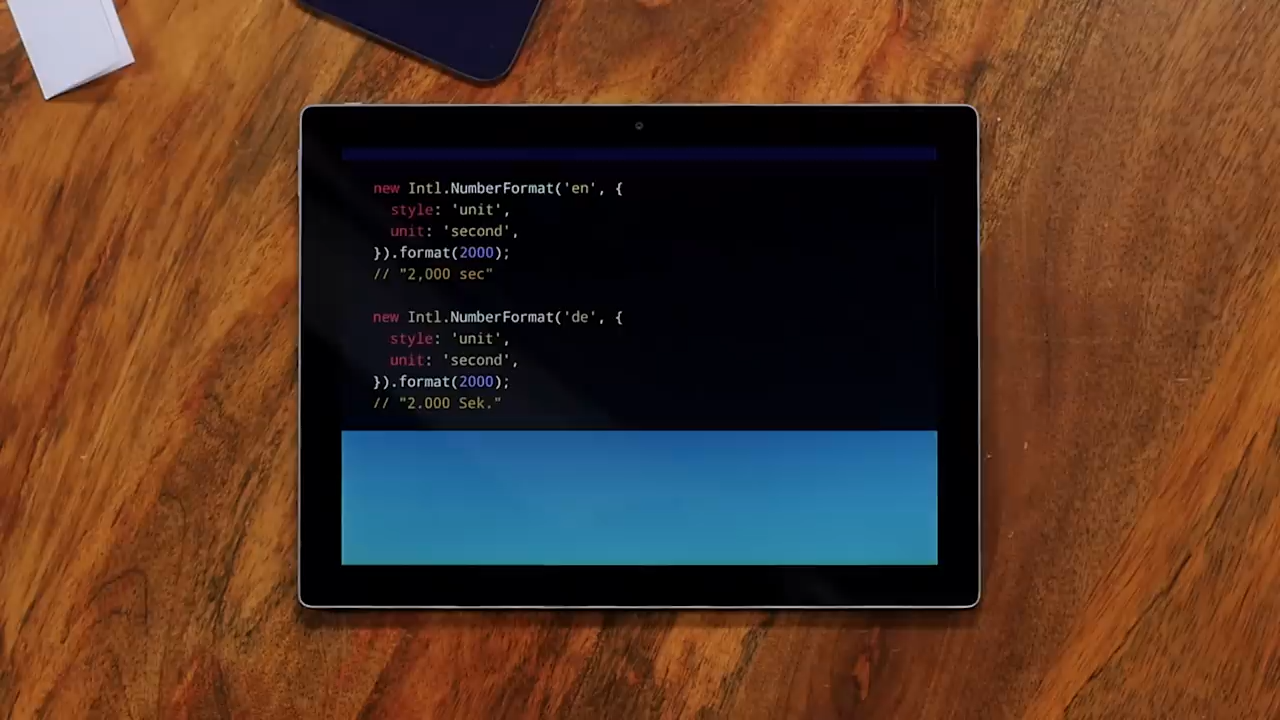 new Intl.NumberFormat('en', {
  style: 'unit',
  unit: 'second',
}).format(2000);
// "2,000 sec"

new Intl.NumberFormat('de', {
  style: 'unit',
  unit: 'second',
}).format(2000);
// "2.000 Sek."